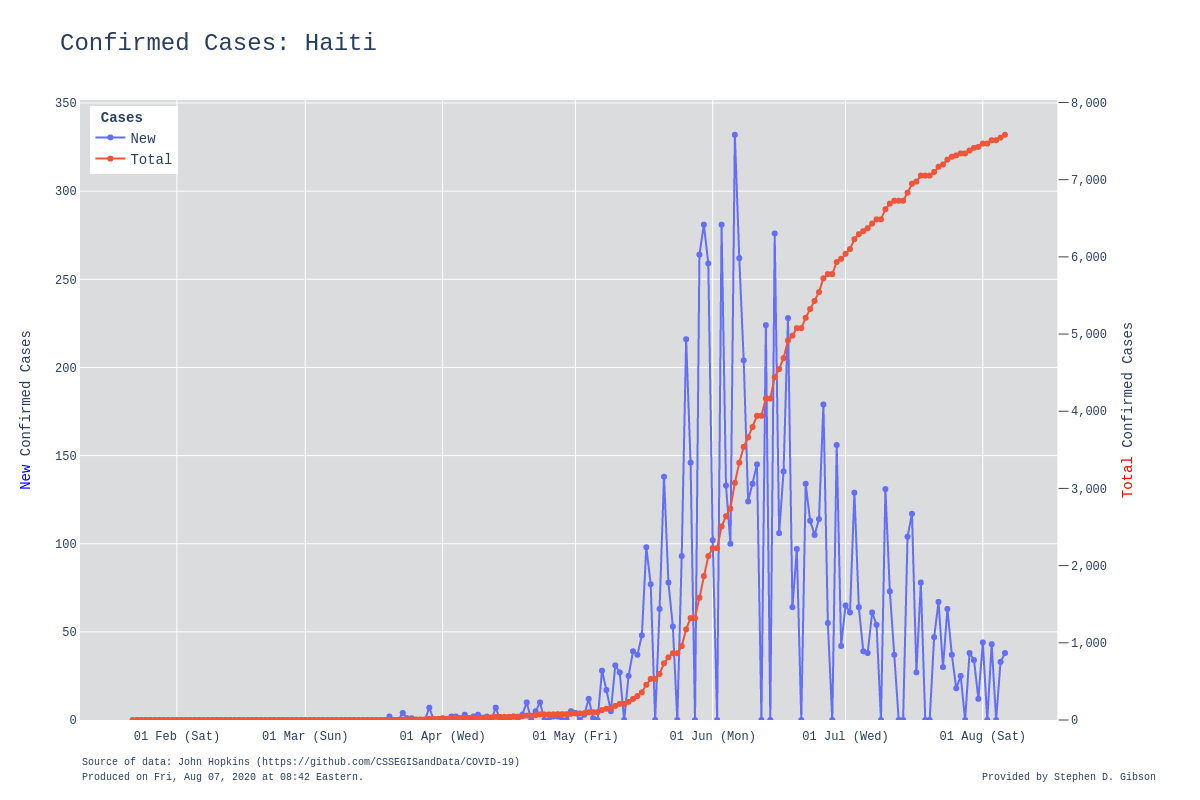 Confirmed Cases: Haiti
350
300
250
200
150
100
50
0
8,000
7,000
6,000
5,000
4,000
3,000
2,000
1,000
0
Cases
New
Total
New Confirmed Cases
Total Confirmed Cases
01 Feb (Sat)
01 Mar (Sun)
01 Apr (Wed)
01 May (Fri)
01 Jun (Mon)
01 Jul (Wed)
01 Aug (Sat)
Source of data: John Hopkins (https://github.com/CSSEGISandData/COVID-19)
Produced on Fri, Aug 07, 2020 at 08:42 Eastern.
Provided by Stephen D. Gibson